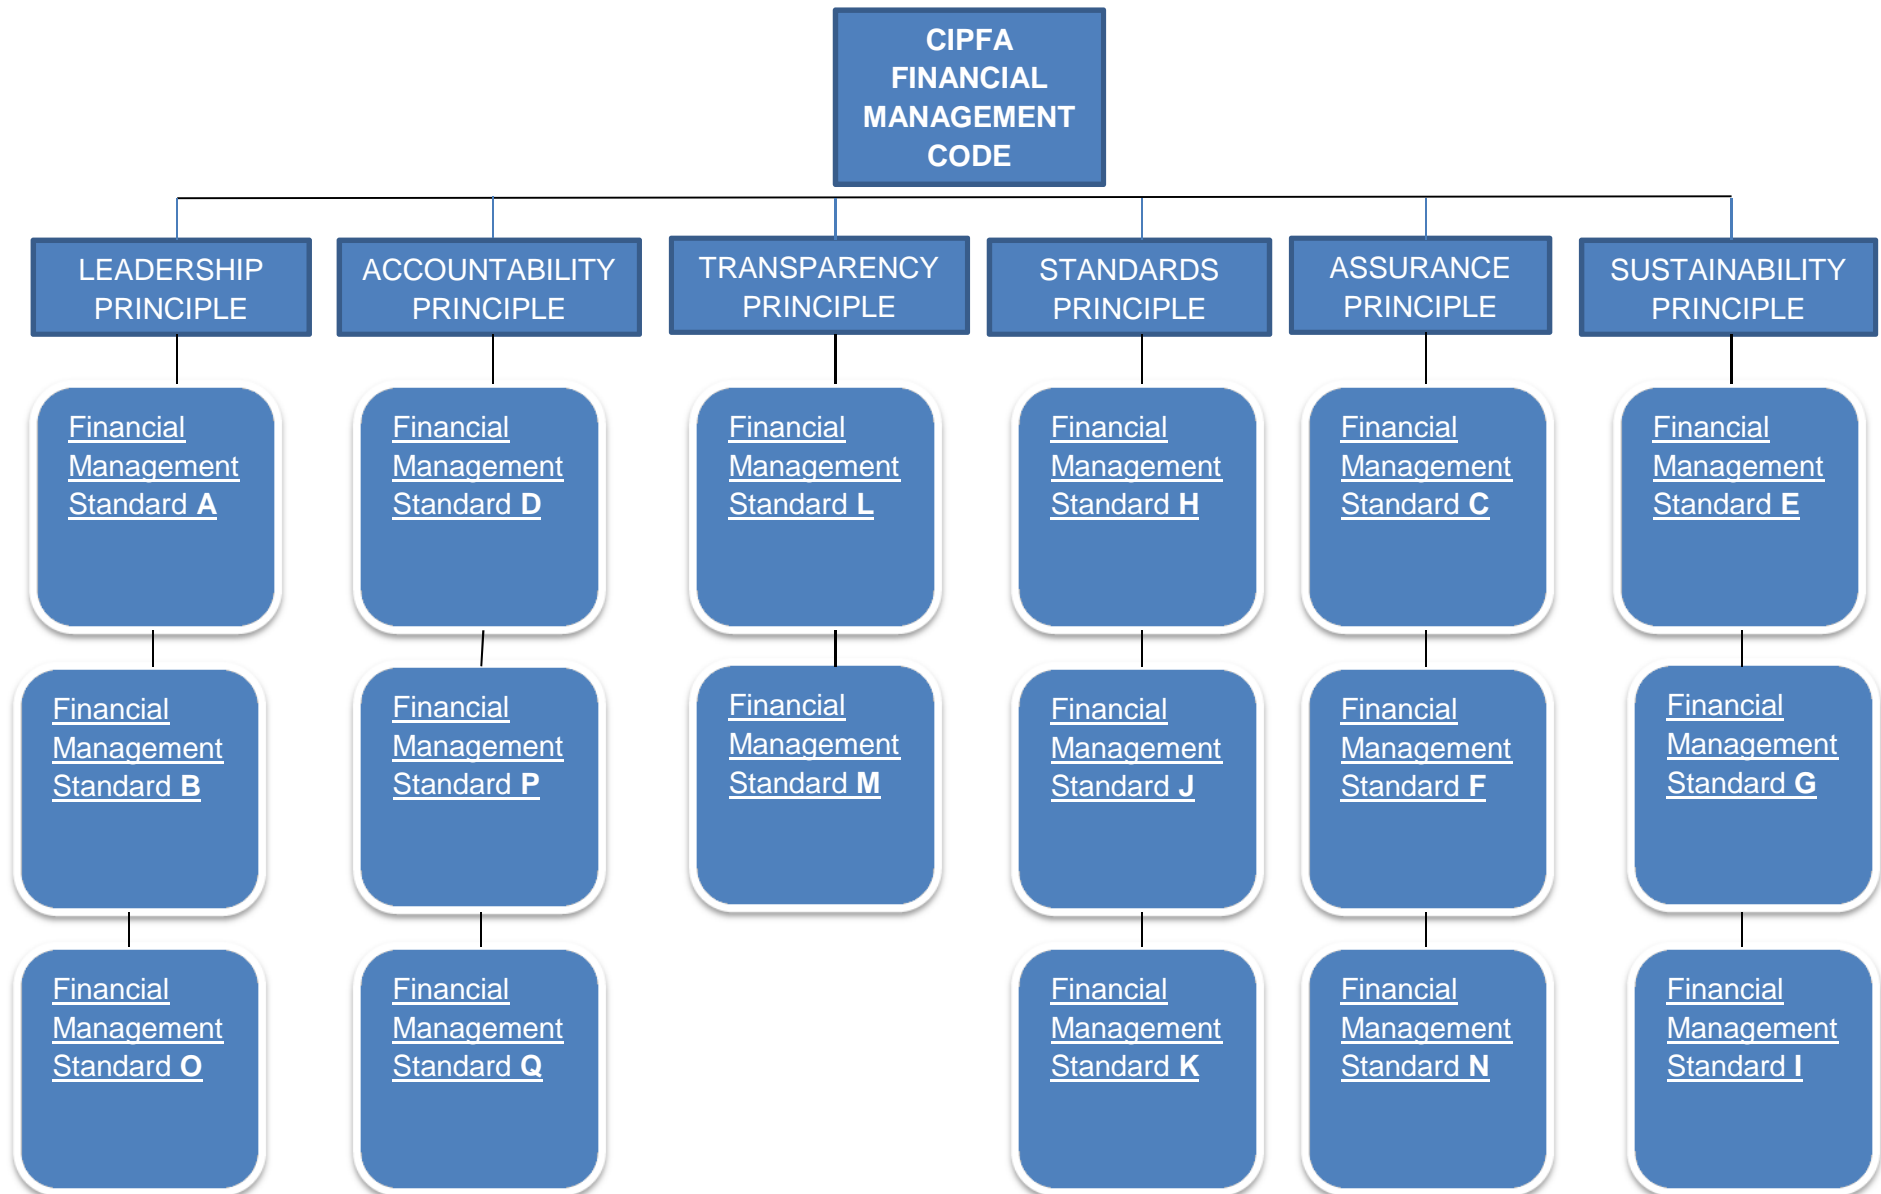 CIPFA
FINANCIAL
MANAGEMENT
CODE
LEADERSHIP
PRINCIPLE
ACCOUNTABILITY
PRINCIPLE
TRANSPARENCY
PRINCIPLE
STANDARDS
PRINCIPLE
ASSURANCE
PRINCIPLE
SUSTAINABILITY
PRINCIPLE
Financial
Management
Standard A
Financial
Management
Standard D
Financial
Management
Standard L
Financial
Management
Standard H
Financial
Management
Standard C
Financial
Management
Standard E
Financial
Management
Standard B
Financial
Management
Standard P
Financial
Management
Standard M
Financial
Management
Standard J
Financial
Management
Standard F
Financial
Management
Standard G
Financial
Management
Standard O
Financial
Management
Standard Q
Financial
Management
Standard K
Financial
Management
Standard N
Financial
Management
Standard I